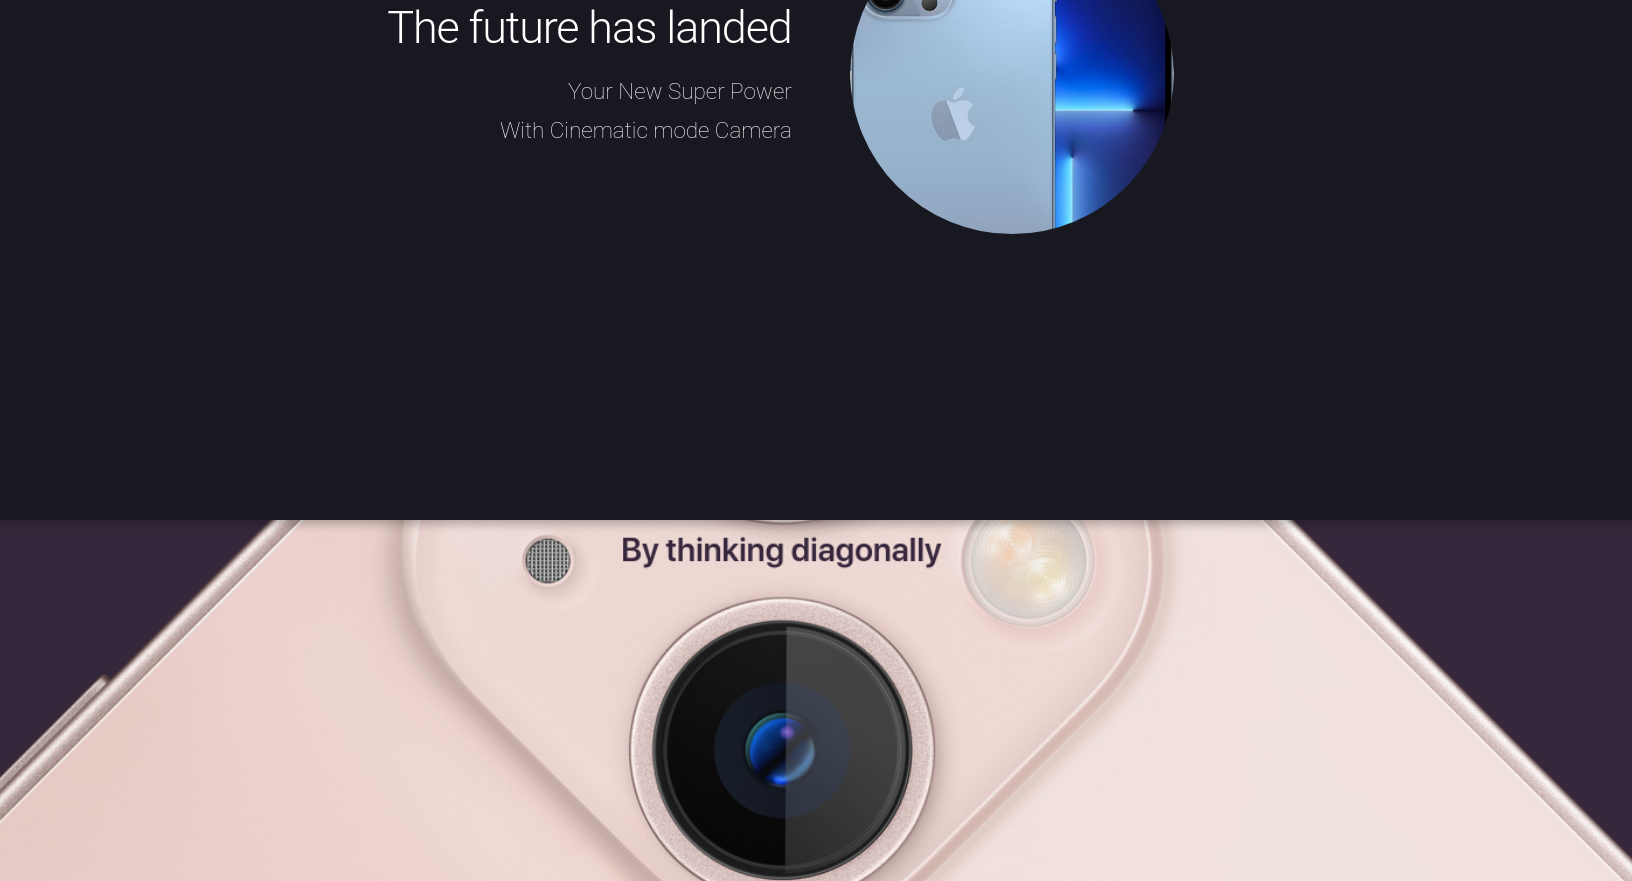 The future has landed
Your New Super Power
With Cinematic mode Camera
By thinking diagonally